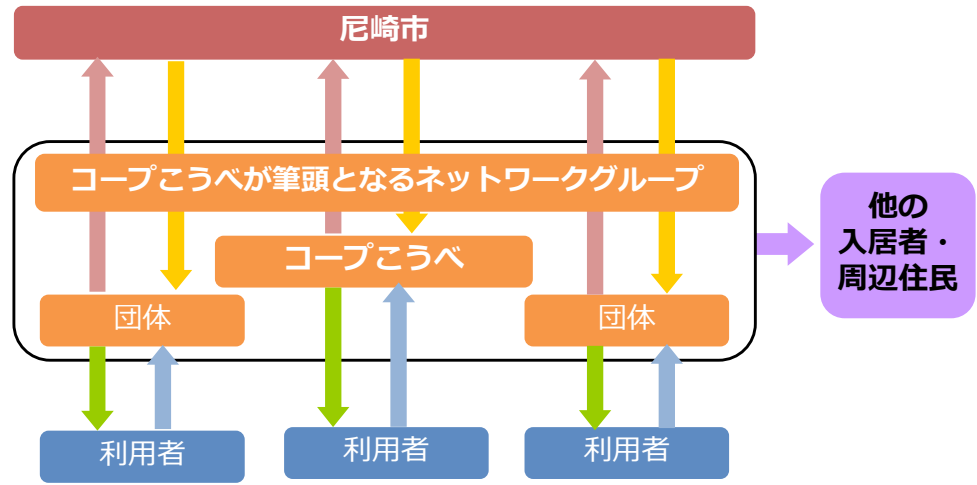 尼崎市
コープこうべが筆頭となるネットワークグループ
コープこうべ
団体
団体
利用者
利用者
利用者
他の
入居者・
周辺住民